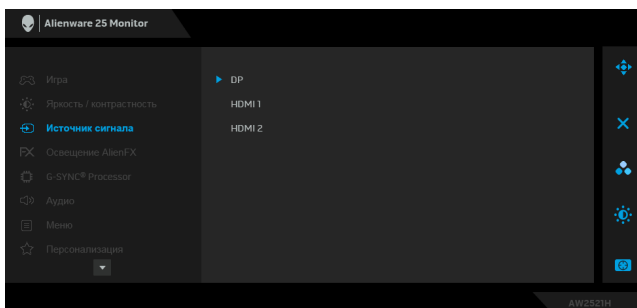 Alienware 25 Monitor
Игра
Яркость / контрастность
Источник сигнала
FX Освещение AlienFX
G-SYNC® Processor
Аудио
Меню
Персонализация
DP
HDMI 1
HDMI 2
AW2521H